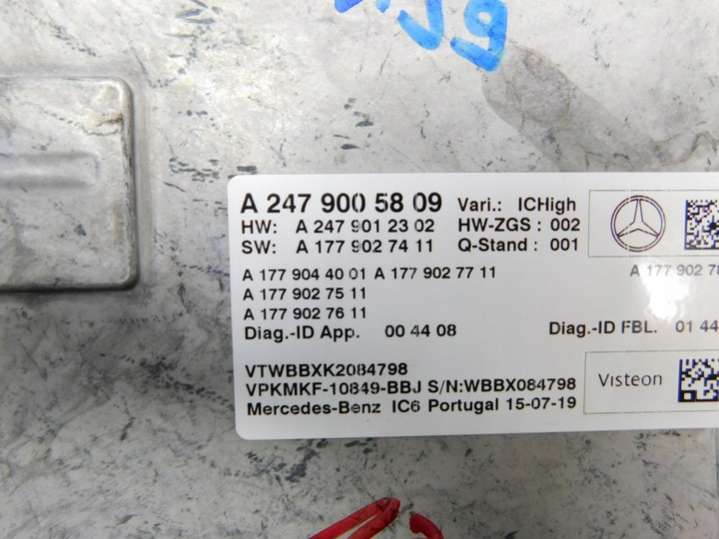 A 247 900 58 09 Vari.: ICHigh
HW: A 247 901 23 02 HW-ZGS : 002
SW: A 177 902 74 11 Q-Stand : 001
A 177 904 40 01 A 177 902 77 11 A 177 902 78
A 177 902 75 11
A 177 902 76 11
Diag.-ID App. 00 44 08 Diag.-ID FBL. 01 44
VTWBBXK2084798
VPKMKF-10849-BBJ S/N:WBBX084798 Visteon
Mercedes-Benz IC6 Portugal 15-07-19